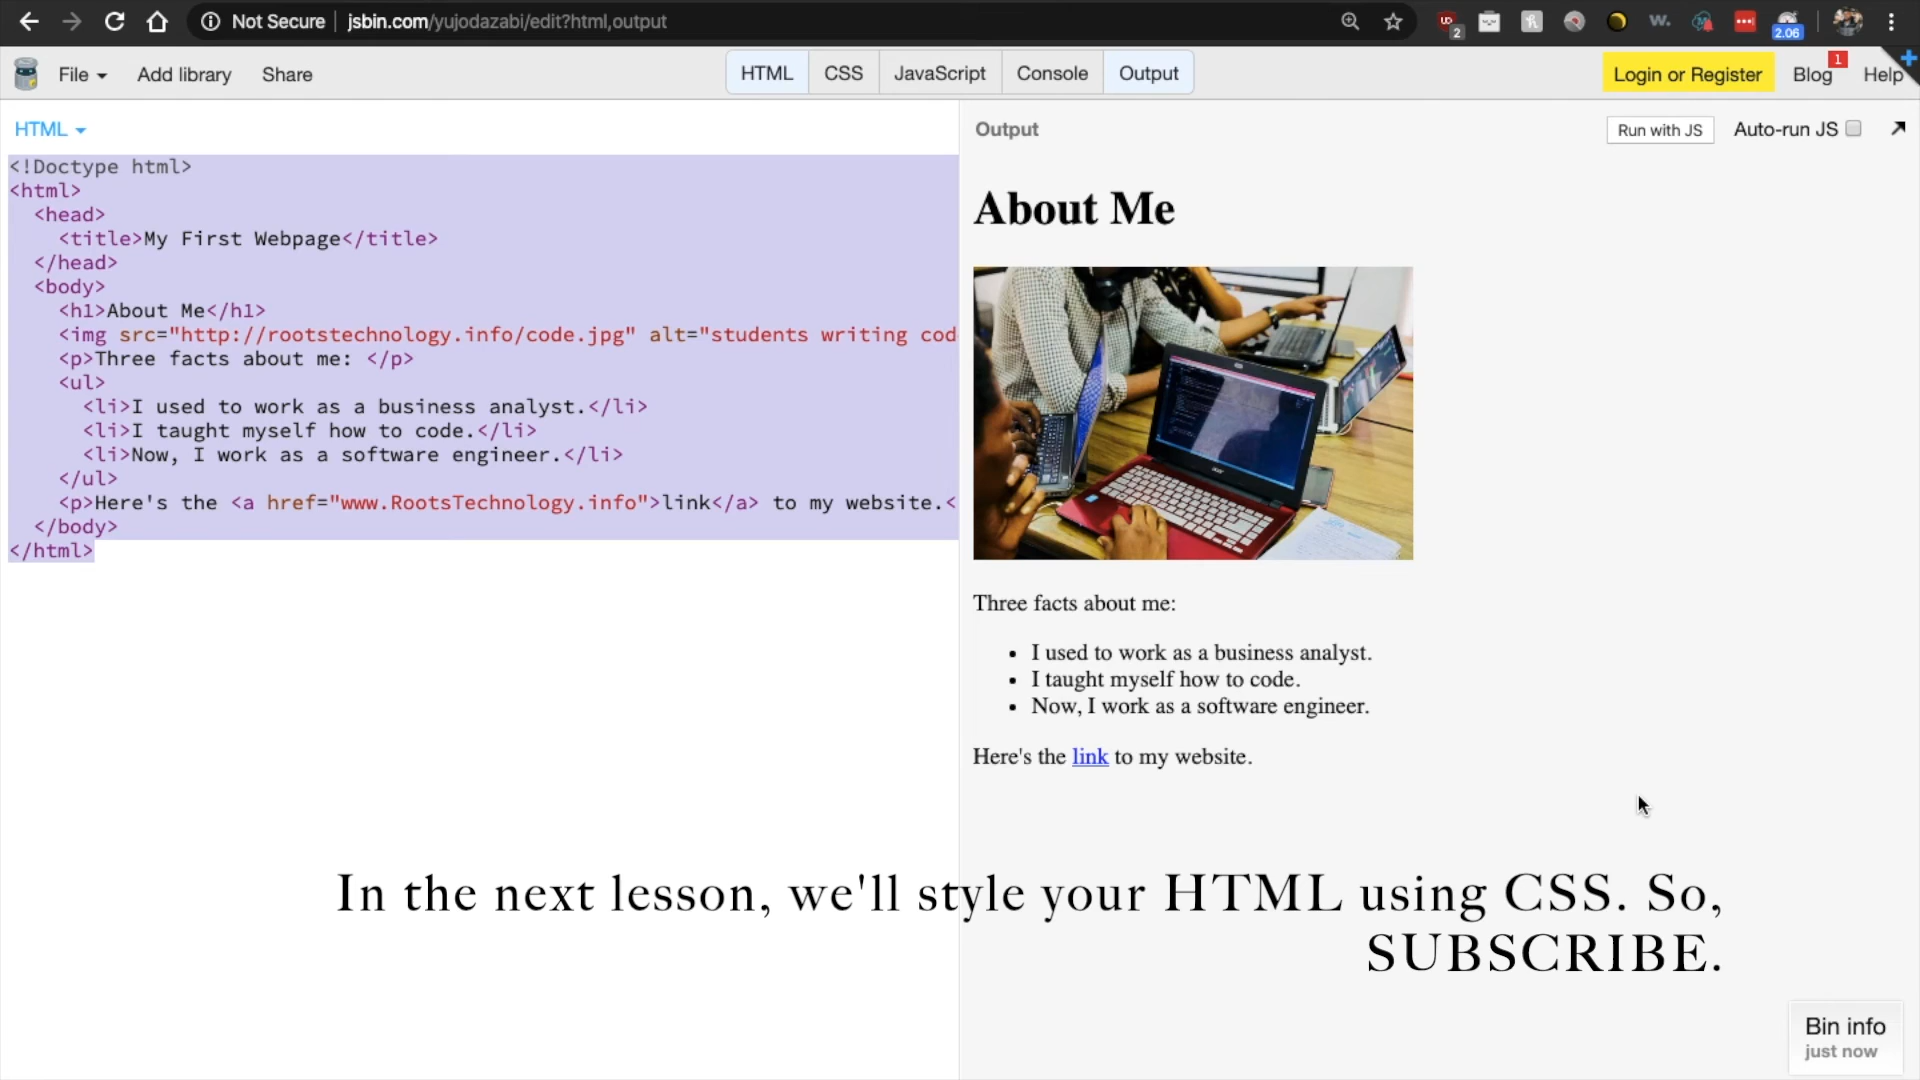 Not Secure jsbin.com/yujodazabi/edit?html,output
2
2.06
File Add library Share HTML CSS JavaScript Console Output Login or Register Blog 1 Help
HTML
<!Doctype html>
<html>
<head>
<title>My First Webpage</title>
</head>
<body>
<h1>About Me</h1>
<img src="http://rootstechnology.info/code.jpg" alt="students writing cod
<p>Three facts about me: </p>
<ul>
<li>I used to work as a business analyst.</li>
<li>I taught myself how to code.</li>
<li>Now, I work as a software engineer.</li>
</ul>
<p>Here's the <a href="www.RootsTechnology.info">link</a> to my website.<
</body>
</html>
Output Run with JS Auto-run JS
About Me
Three facts about me:
• I used to work as a business analyst.
• I taught myself how to code.
• Now, I work as a software engineer.
Here's the link to my website.
In the next lesson, we'll style your HTML using CSS. So,
SUBSCRIBE.
Bin info
just now